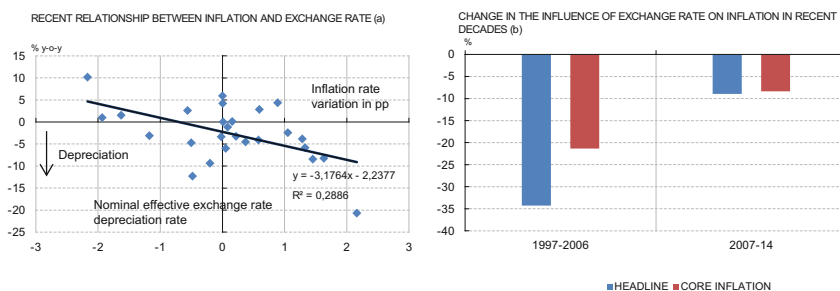 RECENT RELATIONSHIP BETWEEN INFLATION AND EXCHANGE RATE (a)
% y-o-y
15
10
5
0
-5
-10
-15
-20
-25
-3
-2
-1
0
1
2
3
Inflation rate
variation in pp
Depreciation
y = -3,1764x - 2,2377
R² = 0,2886
Nominal effective exchange rate
depreciation rate
CHANGE IN THE INFLUENCE OF EXCHANGE RATE ON INFLATION IN RECENT
DECADES (b)
%
0
-5
-10
-15
-20
-25
-30
-35
-40
1997-2006
2007-14
HEADLINE
CORE INFLATION